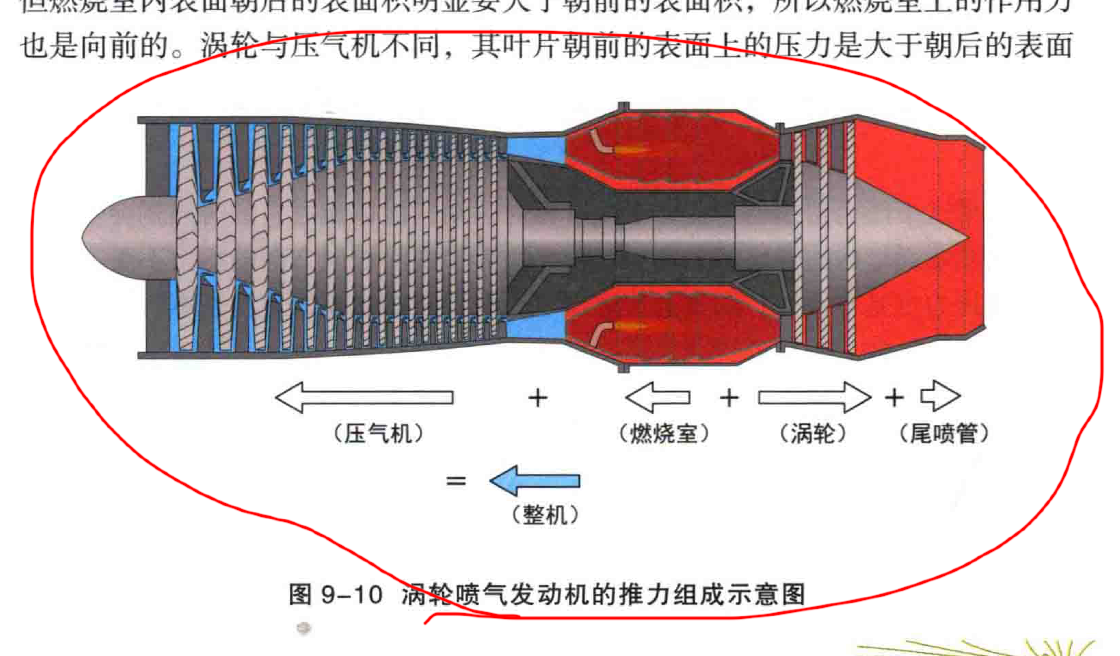 但燃烧室内表面朝后的表面积明显要大于朝前的表面积，所以燃烧室上的作用力
也是向前的。涡轮与压气机不同，其叶片朝前的表面上的压力是大于朝后的表面
+ + +
（压气机） （燃烧室） （涡轮） （尾喷管）
=
（整机）
图 9-10 涡轮喷气发动机的推力组成示意图